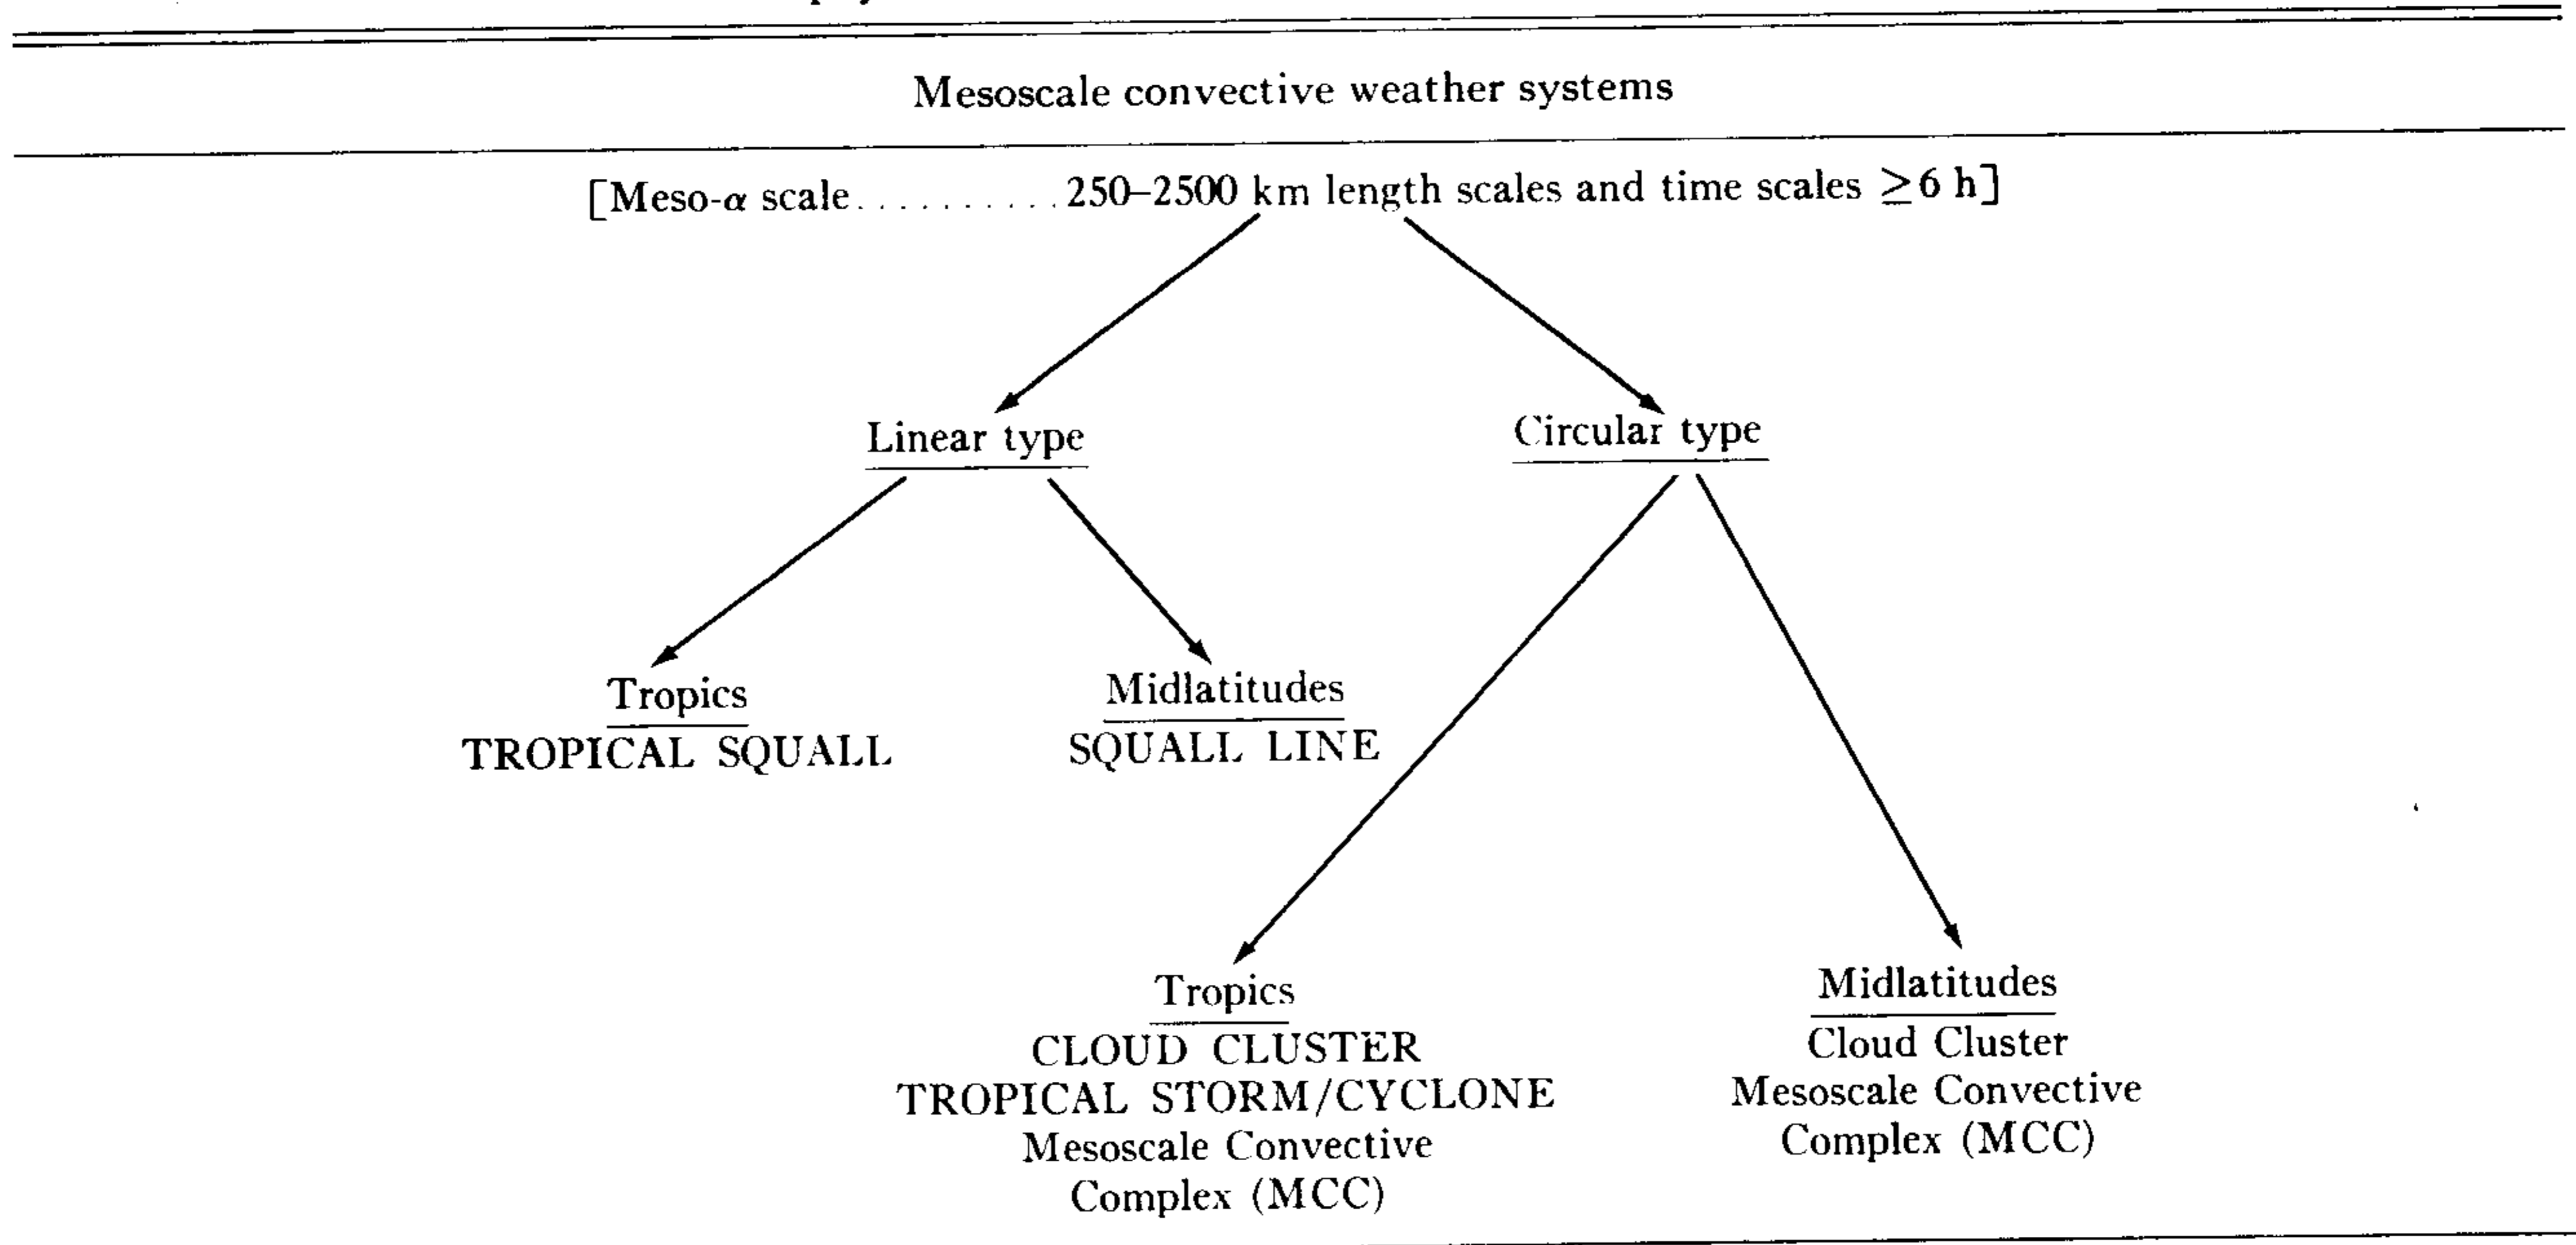 Mesoscale convective weather systems
[Meso-α scale..........250–2500 km length scales and time scales ≥6 h]
Linear type
Circular type
Tropics
TROPICAL SQUALL
Midlatitudes
SQUALL LINE
Tropics
CLOUD CLUSTER
TROPICAL STORM/CYCLONE
Mesoscale Convective
Complex (MCC)
Midlatitudes
Cloud Cluster
Mesoscale Convective
Complex (MCC)